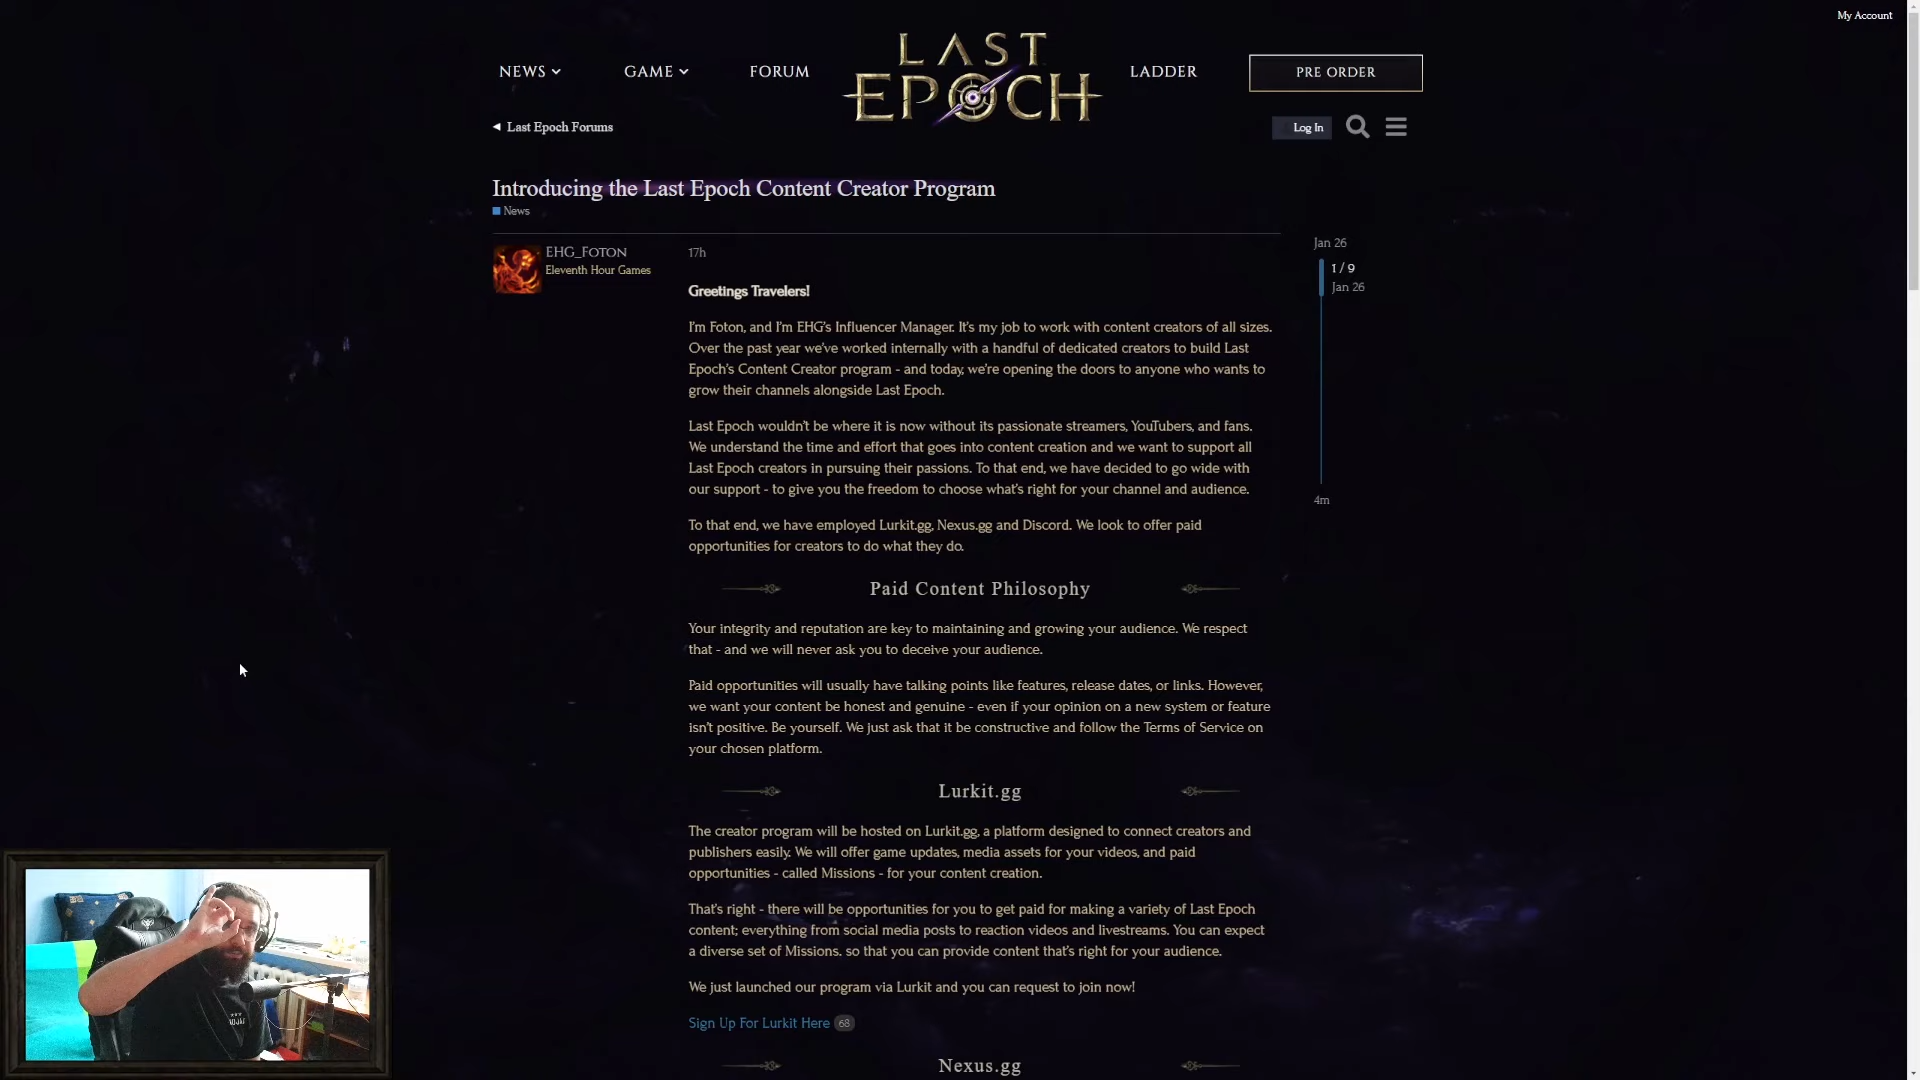 My Account
NEWS
GAME
FORUM
LAST
EPOCH
LADDER
PRE ORDER
Last Epoch Forums
Log In
Introducing the Last Epoch Content Creator Program
News
EHG_Foton
Eleventh Hour Games
17h
Jan 26
1 / 9
Jan 26
4m
Greetings Travelers!
I'm Foton, and I'm EHG's Influencer Manager. It's my job to work with content creators of all sizes.
Over the past year we've worked internally with a handful of dedicated creators to build Last
Epoch's Content Creator program - and today, we're opening the doors to anyone who wants to
grow their channels alongside Last Epoch.
Last Epoch wouldn't be where it is now without its passionate streamers, YouTubers, and fans.
We understand the time and effort that goes into content creation and we want to support all
Last Epoch creators in pursuing their passions. To that end, we have decided to go wide with
our support - to give you the freedom to choose what's right for your channel and audience.
To that end, we have employed Lurkit.gg, Nexus.gg and Discord. We look to offer paid
opportunities for creators to do what they do.
Paid Content Philosophy
Your integrity and reputation are key to maintaining and growing your audience. We respect
that - and we will never ask you to deceive your audience.
Paid opportunities will usually have talking points like features, release dates, or links. However,
we want your content be honest and genuine - even if your opinion on a new system or feature
isn't positive. Be yourself. We just ask that it be constructive and follow the Terms of Service on
your chosen platform.
Lurkit.gg
The creator program will be hosted on Lurkit.gg, a platform designed to connect creators and
publishers easily. We will offer game updates, media assets for your videos, and paid
opportunities - called Missions - for your content creation.
That's right - there will be opportunities for you to get paid for making a variety of Last Epoch
content; everything from social media posts to reaction videos and livestreams. You can expect
a diverse set of Missions. so that you can provide content that's right for your audience.
We just launched our program via Lurkit and you can request to join now!
Sign Up For Lurkit Here 68
Nexus.gg